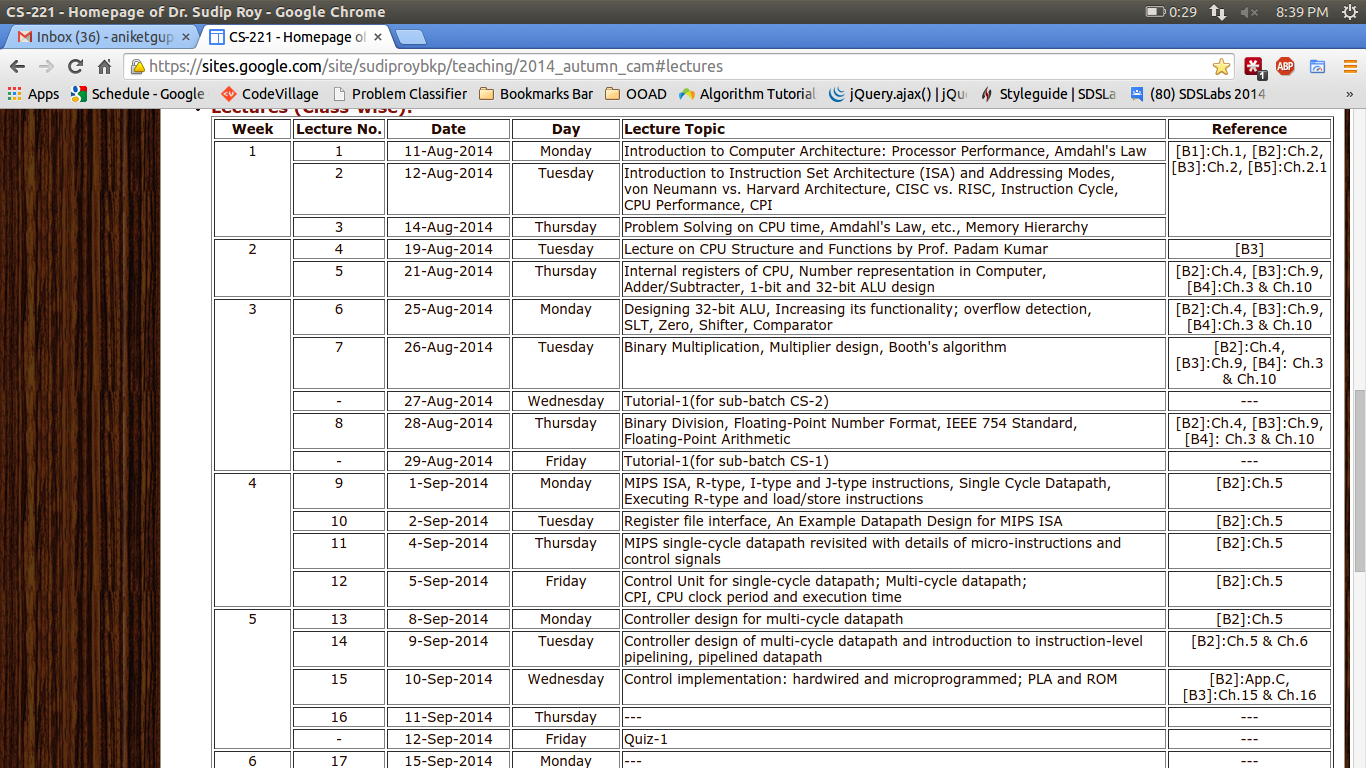 CS-221 - Homepage of Dr. Sudip Roy - Google Chrome
0:29
8:39 PM
Inbox (36) - aniketgup
CS-221 - Homepage of
https://sites.google.com/site/sudiproybkp/teaching/2014_autumn_cam#lectures
1
ABP
Apps
Schedule - Google
CodeVillage
Problem Classifier
Bookmarks Bar
OOAD
Algorithm Tutorial
jQuery.ajax() | jQu
Styleguide | SDSLa
(80) SDSLabs 2014
»
Lectures (Class-wise):
Week Lecture No. Date Day Lecture Topic Reference
1 1 11-Aug-2014 Monday Introduction to Computer Architecture: Processor Performance, Amdahl's Law [B1]:Ch.1, [B2]:Ch.2,
[B3]:Ch.2, [B5]:Ch.2.1
2 12-Aug-2014 Tuesday Introduction to Instruction Set Architecture (ISA) and Addressing Modes,
von Neumann vs. Harvard Architecture, CISC vs. RISC, Instruction Cycle,
CPU Performance, CPI
3 14-Aug-2014 Thursday Problem Solving on CPU time, Amdahl's Law, etc., Memory Hierarchy
2 4 19-Aug-2014 Tuesday Lecture on CPU Structure and Functions by Prof. Padam Kumar [B3]
5 21-Aug-2014 Thursday Internal registers of CPU, Number representation in Computer, [B2]:Ch.4, [B3]:Ch.9,
Adder/Subtracter, 1-bit and 32-bit ALU design [B4]:Ch.3 & Ch.10
3 6 25-Aug-2014 Monday Designing 32-bit ALU, Increasing its functionality; overflow detection, [B2]:Ch.4, [B3]:Ch.9,
SLT, Zero, Shifter, Comparator [B4]:Ch.3 & Ch.10
7 26-Aug-2014 Tuesday Binary Multiplication, Multiplier design, Booth's algorithm [B2]:Ch.4,
[B3]:Ch.9, [B4]: Ch.3
& Ch.10
- 27-Aug-2014 Wednesday Tutorial-1(for sub-batch CS-2) ---
8 28-Aug-2014 Thursday Binary Division, Floating-Point Number Format, IEEE 754 Standard, [B2]:Ch.4, [B3]:Ch.9,
Floating-Point Arithmetic [B4]: Ch.3 & Ch.10
- 29-Aug-2014 Friday Tutorial-1(for sub-batch CS-1) ---
4 9 1-Sep-2014 Monday MIPS ISA, R-type, I-type and J-type instructions, Single Cycle Datapath, [B2]:Ch.5
Executing R-type and load/store instructions
10 2-Sep-2014 Tuesday Register file interface, An Example Datapath Design for MIPS ISA [B2]:Ch.5
11 4-Sep-2014 Thursday MIPS single-cycle datapath revisited with details of micro-instructions and [B2]:Ch.5
control signals
12 5-Sep-2014 Friday Control Unit for single-cycle datapath; Multi-cycle datapath; [B2]:Ch.5
CPI, CPU clock period and execution time
5 13 8-Sep-2014 Monday Controller design for multi-cycle datapath [B2]:Ch.5
14 9-Sep-2014 Tuesday Controller design of multi-cycle datapath and introduction to instruction-level [B2]:Ch.5 & Ch.6
pipelining, pipelined datapath
15 10-Sep-2014 Wednesday Control implementation: hardwired and microprogrammed; PLA and ROM [B2]:App.C,
[B3]:Ch.15 & Ch.16
16 11-Sep-2014 Thursday --- ---
- 12-Sep-2014 Friday Quiz-1 ---
6 17 15-Sep-2014 Monday --- ---